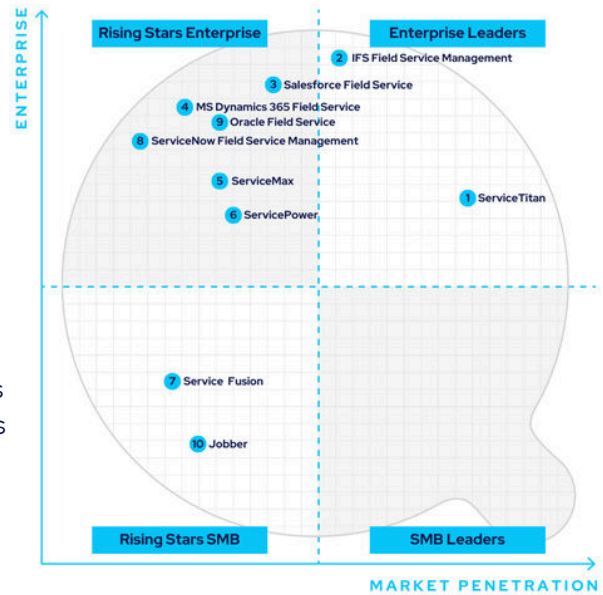 ENTERPRISE
Rising Stars Enterprise
Enterprise Leaders
2 IFS Field Service Management
3 Salesforce Field Service
4 MS Dynamics 365 Field Service
9 Oracle Field Service
8 ServiceNow Field Service Management
5 ServiceMax
1 ServiceTitan
6 ServicePower
7 Service Fusion
s
s
10 Jobber
Rising Stars SMB
SMB Leaders
MARKET PENETRATION